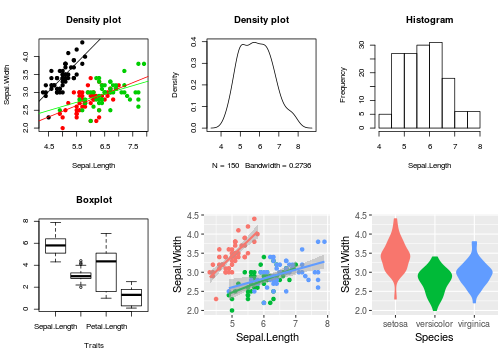 Density plot
Sepal.Width
2.0 2.5 3.0 3.5 4.0
4.5 5.5 6.5 7.5
Sepal.Length
Density plot
Density
0.0 0.1 0.2 0.3 0.4
4 5 6 7 8
N = 150 Bandwidth = 0.2736
Histogram
Frequency
0 5 10 20 30
4 5 6 7 8
Sepal.Length
Boxplot
0 2 4 6 8
Sepal.Length Petal.Length
Traits
Sepal.Width
2.0 2.5 3.0 3.5 4.0 4.5
5 6 7 8
Sepal.Length
Sepal.Width
2.0 2.5 3.0 3.5 4.0 4.5
setosa versicolor virginica
Species